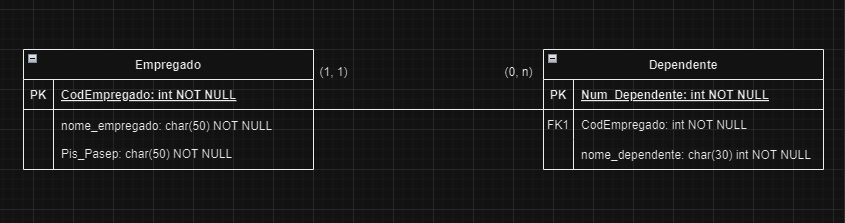 Empregado
PK CodEmpregado: int NOT NULL
nome_empregado: char(50) NOT NULL
Pis_Pasep: char(50) NOT NULL
(1, 1)
(0, n)
Dependente
PK Num_Dependente: int NOT NULL
FK1 CodEmpregado: int NOT NULL
nome_dependente: char(30) int NOT NULL